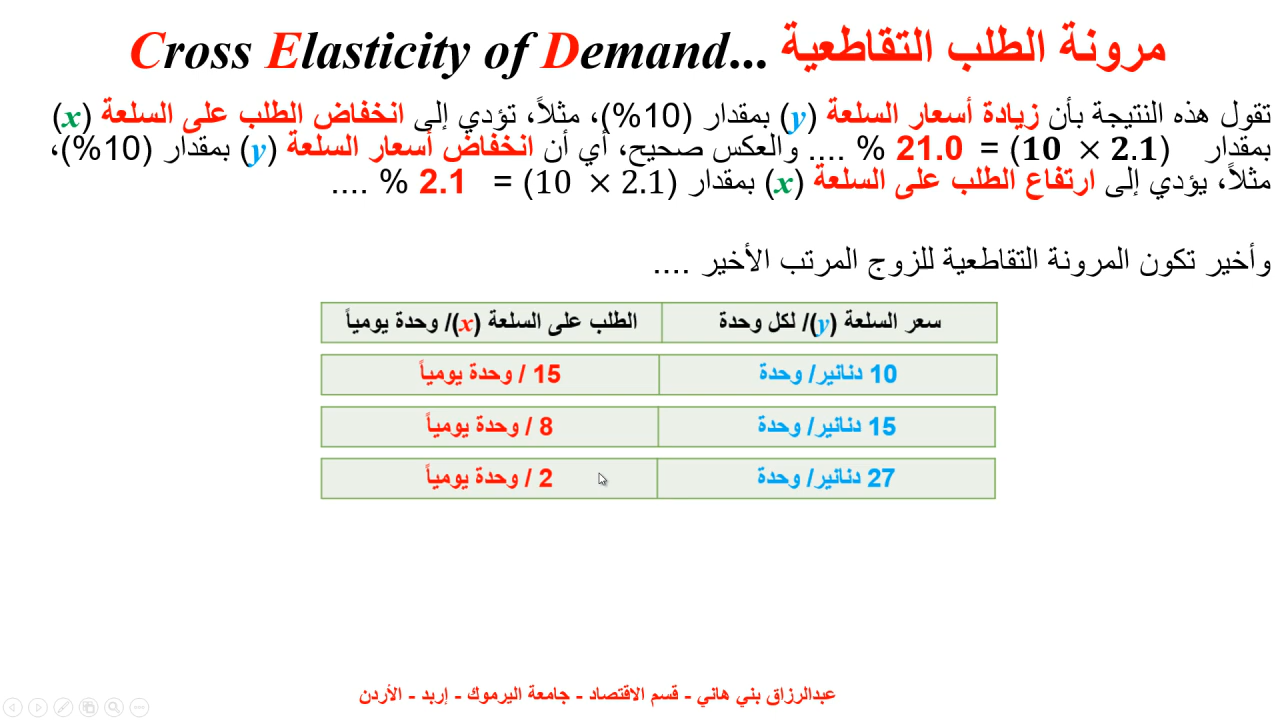 مرونة الطلب التقاطعية ...Cross Elasticity of Demand
تقول هذه النتيجة بأن زيادة أسعار السلعة (y) بمقدار (10%)، مثلاً، تؤدي إلى انخفاض الطلب على السلعة (x)
بمقدار (2.1 × 10) = 21.0 % .... والعكس صحيح، أي أن انخفاض أسعار السلعة (y) بمقدار (10%)،
مثلاً، يؤدي إلى ارتفاع الطلب على السلعة (x) بمقدار (2.1 × 10) = 2.1 % ....
وأخير تكون المرونة التقاطعية للزوج المرتب الأخير ....
سعر السلعة (y)/ لكل وحدة الطلب على السلعة (x)/ وحدة يومياً
10 دنانير/ وحدة 15 / وحدة يومياً
15 دنانير/ وحدة 8 / وحدة يومياً
27 دنانير/ وحدة 2 / وحدة يومياً
عبدالرزاق بني هاني - قسم الاقتصاد - جامعة اليرموك - إربد - الأردن